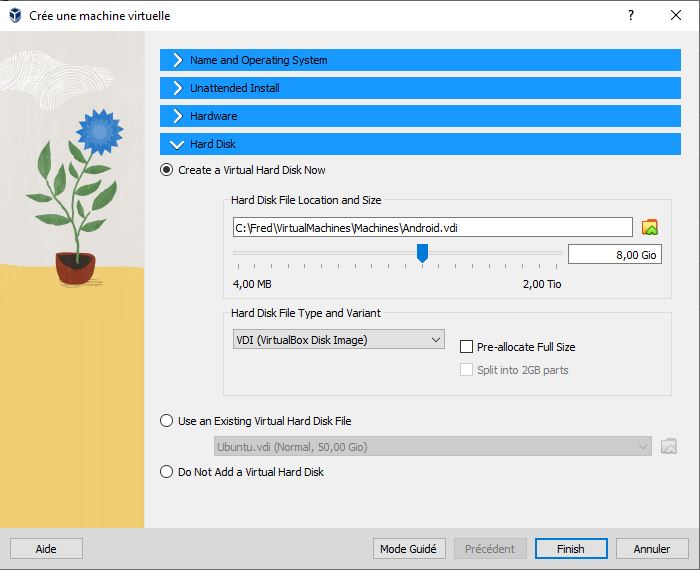 Crée une machine virtuelle
Name and Operating System
Unattended Install
Hardware
Hard Disk
Create a Virtual Hard Disk Now
Hard Disk File Location and Size
C:\Fred\VirtualMachines\Machines\Android.vdi
8,00 Gio
4,00 MB 2,00 Tio
Hard Disk File Type and Variant
VDI (VirtualBox Disk Image)
Pre-allocate Full Size
Split into 2GB parts
Use an Existing Virtual Hard Disk File
Ubuntu.vdi (Normal, 50,00 Gio)
Do Not Add a Virtual Hard Disk
Aide Mode Guidé Précédent Finish Annuler